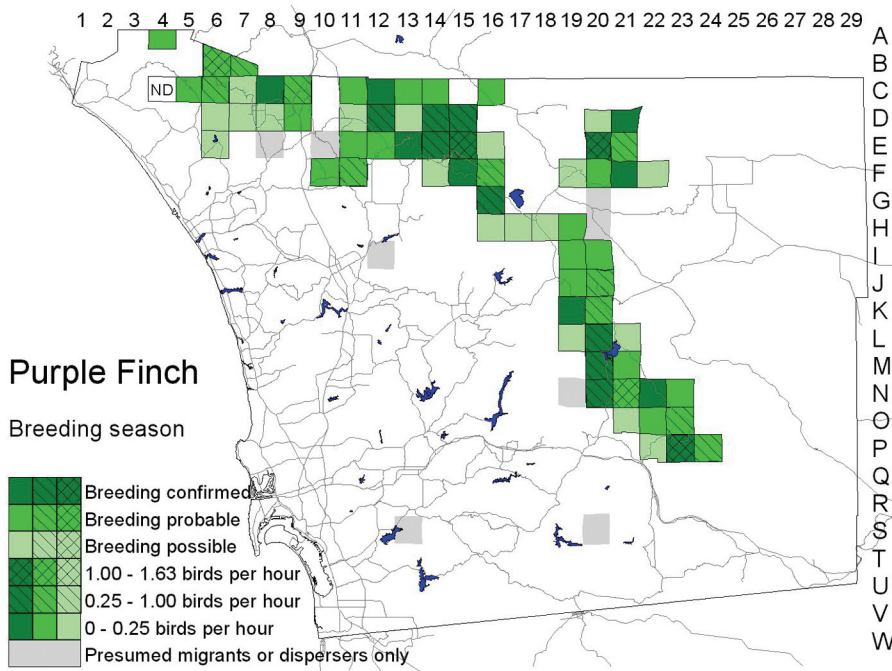 1 2 3 4 5 6 7 8 9 10 11 12 13 14 15 16 17 18 19 20 21 22 23 24 25 26 27 28 29
A
B
C
ND
D
E
F
G
H
I
J
K
L
M
N
O
P
Q
R
S
T
U
V
W
Purple Finch
Breeding season
Breeding confirmed
Breeding probable
Breeding possible
1.00 - 1.63 birds per hour
0.25 - 1.00 birds per hour
0 - 0.25 birds per hour
Presumed migrants or dispersers only